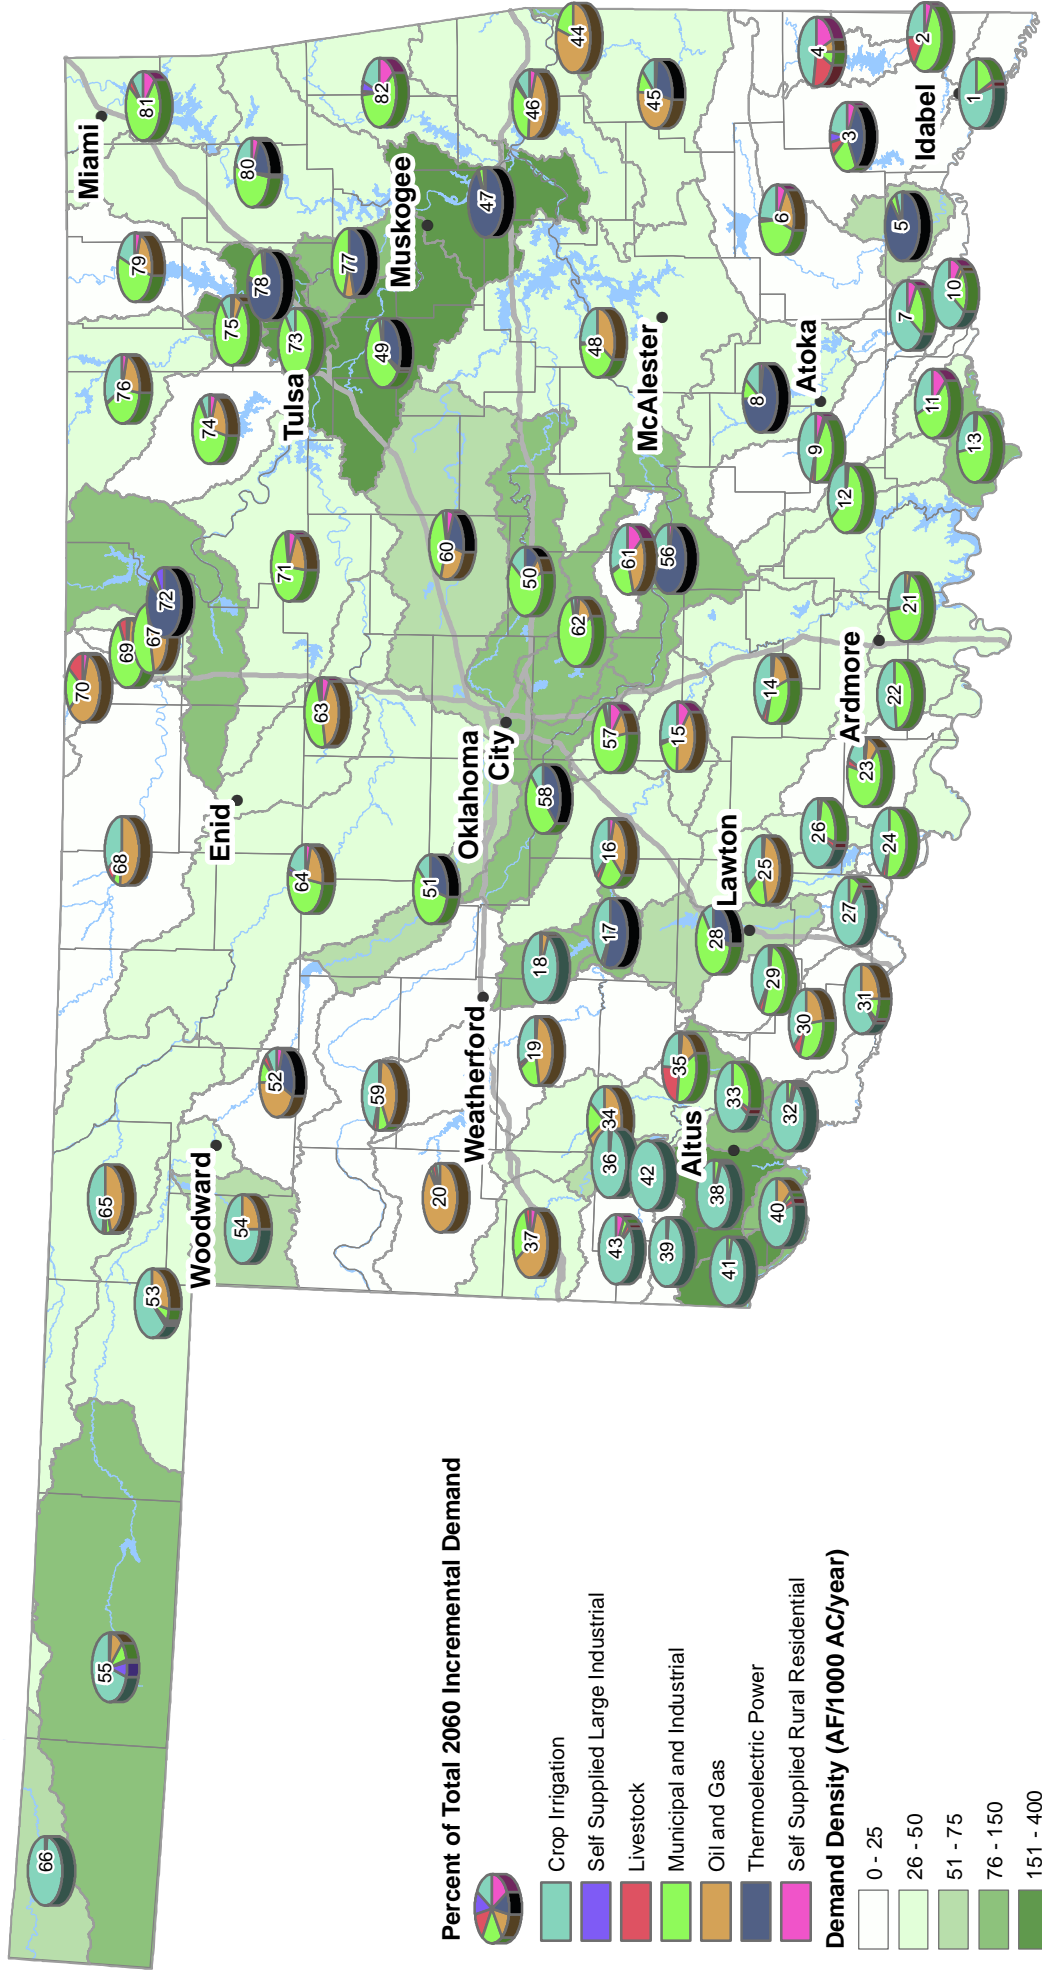 Miami
81
80
79
82
76
75
78
74
73
77
Tulsa
Muskogee
49
47
46
44
45
48
McAlester
72
67
69
70
71
63
60
50
62
61
56
68
Enid
64
51
Oklahoma
City
58
57
15
16
17
18
28
Lawton
25
14
Ardmore
21
22
23
24
26
27
29
30
31
4
2
1
3
Idabel
6
5
7
10
8
Atoka
9
11
12
13
65
53
Woodward
54
52
59
20
Weatherford
19
37
34
36
42
43
39
41
38
Altus
35
33
32
40
55
66
Percent of Total 2060 Incremental Demand
Crop Irrigation
Self Supplied Large Industrial
Livestock
Municipal and Industrial
Oil and Gas
Thermoelectric Power
Self Supplied Rural Residential
Demand Density (AF/1000 AC/year)
0 - 25
26 - 50
51 - 75
76 - 150
151 - 400